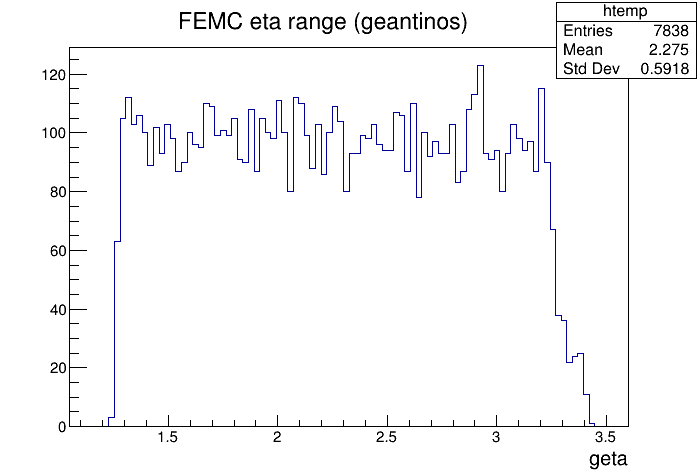 FEMC eta range (geantinos)
htemp
Entries 7838
Mean 2.275
Std Dev 0.5918
120
100
80
60
40
20
0
1.5 2 2.5 3 3.5
geta